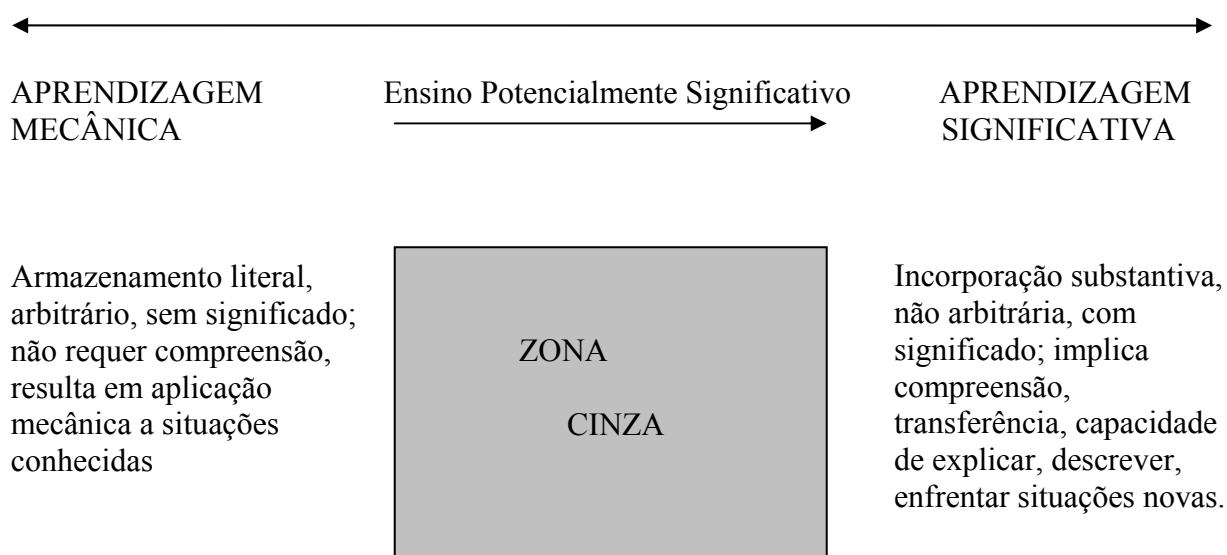 APRENDIZAGEM
MECÂNICA
Ensino Potencialmente Significativo
APRENDIZAGEM
SIGNIFICATIVA
Armazenamento literal,
arbitrário, sem significado;
não requer compreensão,
resulta em aplicação
mecânica a situações
conhecidas
ZONA
CINZA
Incorporação substantiva,
não arbitrária, com
significado; implica
compreensão,
transferência, capacidade
de explicar, descrever,
enfrentar situações novas.